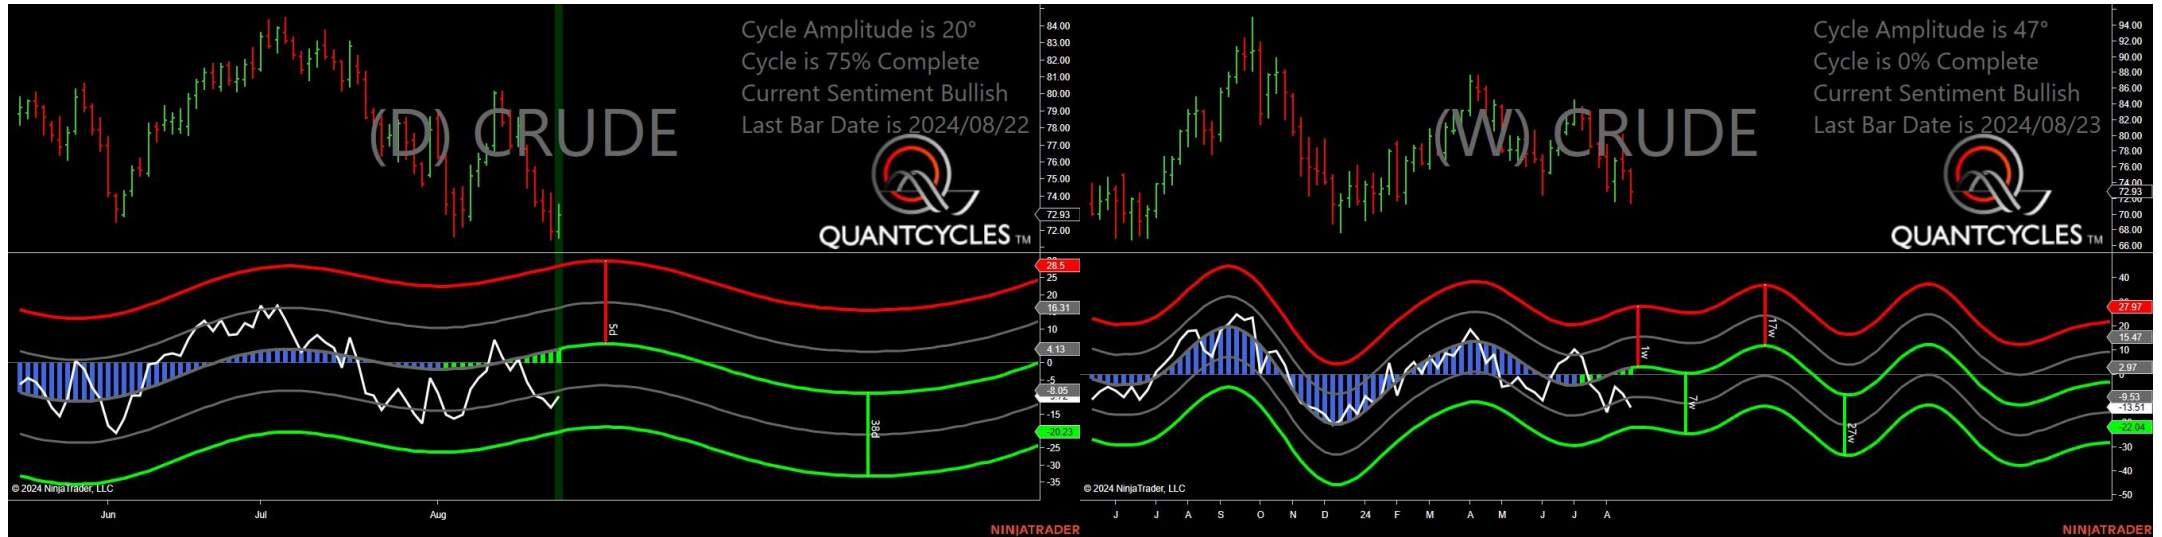 Cycle Amplitude is 20°
Cycle is 75% Complete
Current Sentiment Bullish
Last Bar Date is 2024/08/22
(D) CRUDE
QUANTCYCLES TM
84.00
83.00
82.00
81.00
80.00
79.00
78.00
77.00
76.00
75.00
74.00
72.93
72.00
28.5
25
20
16.31
10
4.13
0
-5
-8.05
-15
-20.23
-25
-30
-35
5d
38d
© 2024 NinjaTrader, LLC
Jun
Jul
Aug
NINJATRADER
Cycle Amplitude is 47°
Cycle is 0% Complete
Current Sentiment Bullish
Last Bar Date is 2024/08/23
(W) CRUDE
QUANTCYCLES TM
94.00
92.00
90.00
88.00
86.00
84.00
82.00
80.00
78.00
76.00
74.00
72.93
72.00
70.00
68.00
66.00
40
27.97
20
15.47
10
2.97
-9.53
-13.51
-22.04
-30
-40
-50
1w
7w
17w
27w
© 2024 NinjaTrader, LLC
J J A S O N D 24 F M A M J J A
NINJATRADER